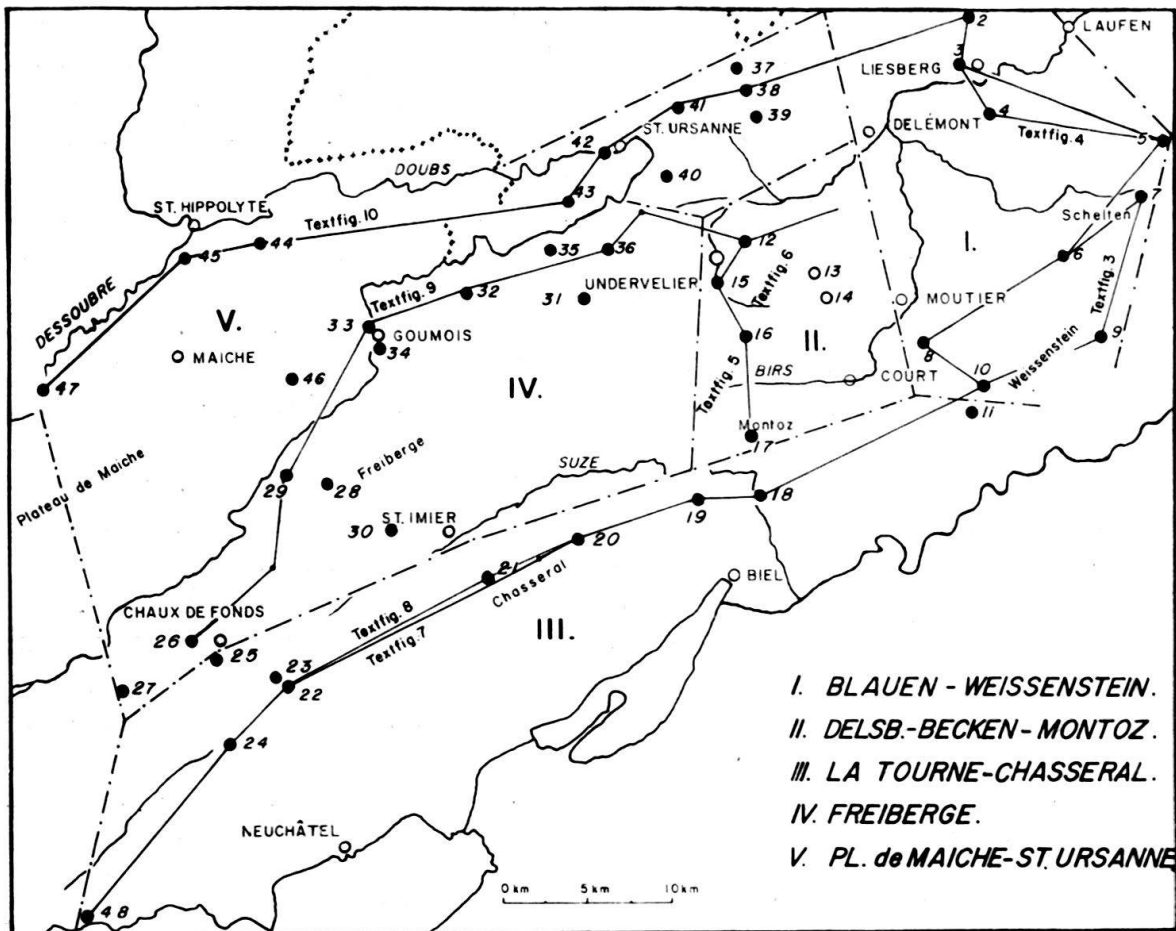 2
LAUFEN
37
3
LIESBERG
38
41
39
4
DELÉMONT
Textfig. 4
5
42
ST. URSANNE
DOUBS
40
43
7
ST. HIPPOLYTE
Textfig. 10
Schelten
44
45
35
36
12
I.
6
Textfig. 3
DESSOUBRE
Textfig. 9
32
31
UNDERVELIER
15
Textfig. 6
13
14
MOUTIER
V.
33
GOUMOIS
34
MAICHE
16
II.
8
9
Weissenstein
47
46
IV.
Textfig. 5
BIRS
COURT
10
11
Montoz
17
Plateau de Maiche
29
28
Freiberge
SUZE
18
19
30
ST. IMIER
20
21
Chasseral
BIEL
CHAUX DE FONDS
26
25
Textfig. 8
Textfig. 7
III.
27
23
22
24
I. BLAUEN - WEISSENSTEIN.
II. DELSB.-BECKEN - MONTOZ.
III. LA TOURNE-CHASSERAL.
IV. FREIBERGE.
V. PL. de MAICHE-ST. URSANNE
NEUCHÂTEL
0 km 5 km 10 km
48